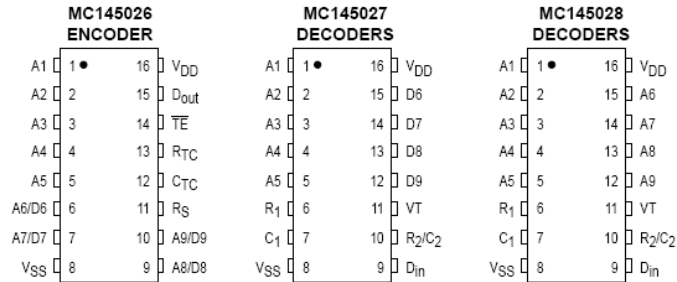 MC145026 MC145027 MC145028
ENCODER DECODERS DECODERS
A1 1 16 VDD A1 1 16 VDD A1 1 16 VDD
A2 2 15 Dout A2 2 15 D6 A2 2 15 A6
A3 3 14 T̅E̅ A3 3 14 D7 A3 3 14 A7
A4 4 13 RTC A4 4 13 D8 A4 4 13 A8
A5 5 12 CTC A5 5 12 D9 A5 5 12 A9
A6/D6 6 11 RS R1 6 11 VT R1 6 11 VT
A7/D7 7 10 A9/D9 C1 7 10 R2/C2 C1 7 10 R2/C2
VSS 8 9 A8/D8 VSS 8 9 Din VSS 8 9 Din